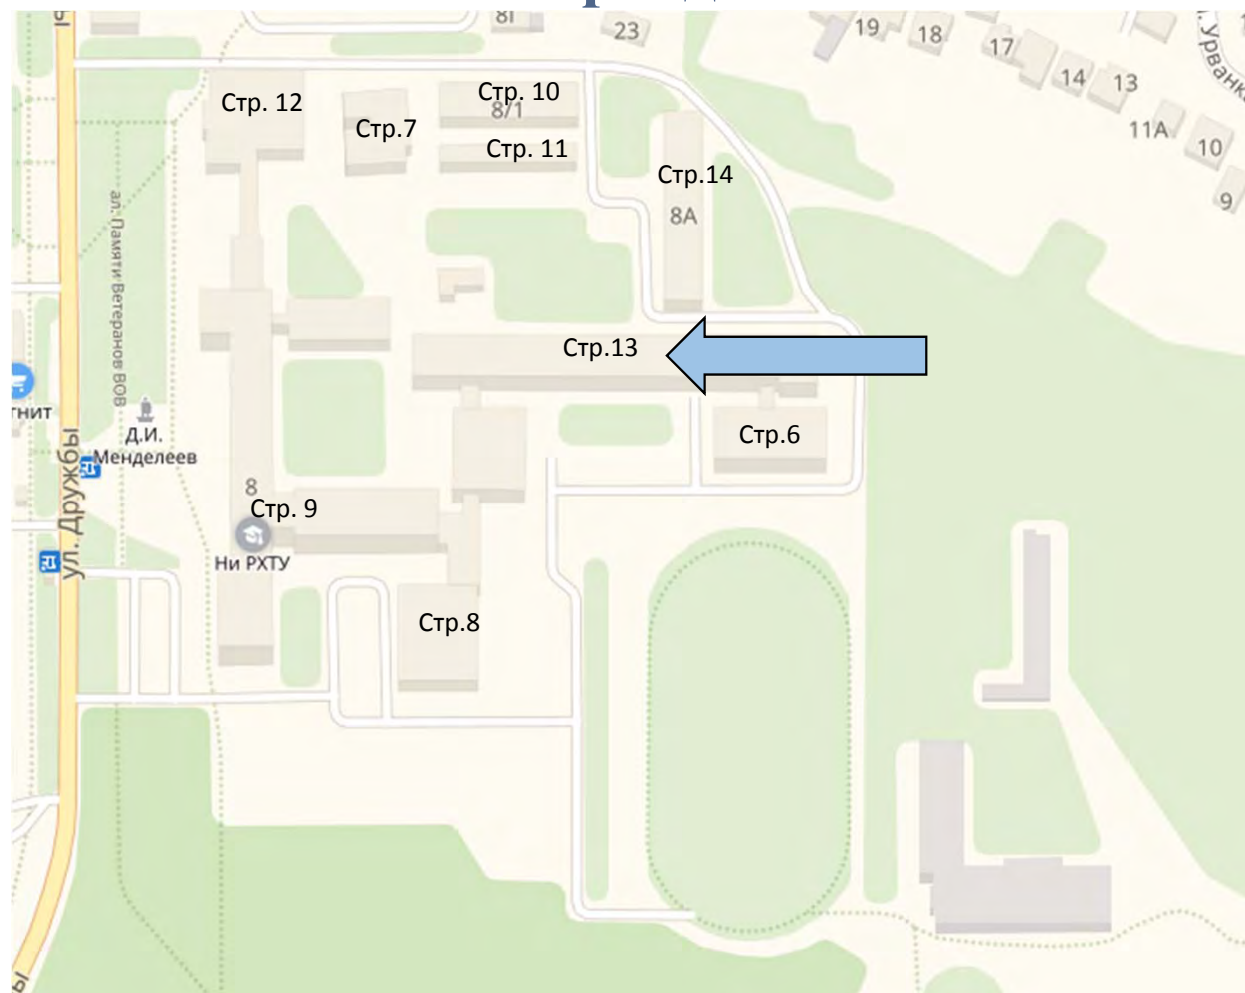 8Г
23
19
18
17
14
13
11А
10
9
Стр. 12
Стр.7
Стр. 10
8/1
Стр. 11
Стр.14
8А
ал. Памяти Ветеранов ВОВ
Стр.13
гнит
Д.И.
Менделеев
ул. Дружбы
Стр.6
8
Стр. 9
Ни РХТУ
Стр.8